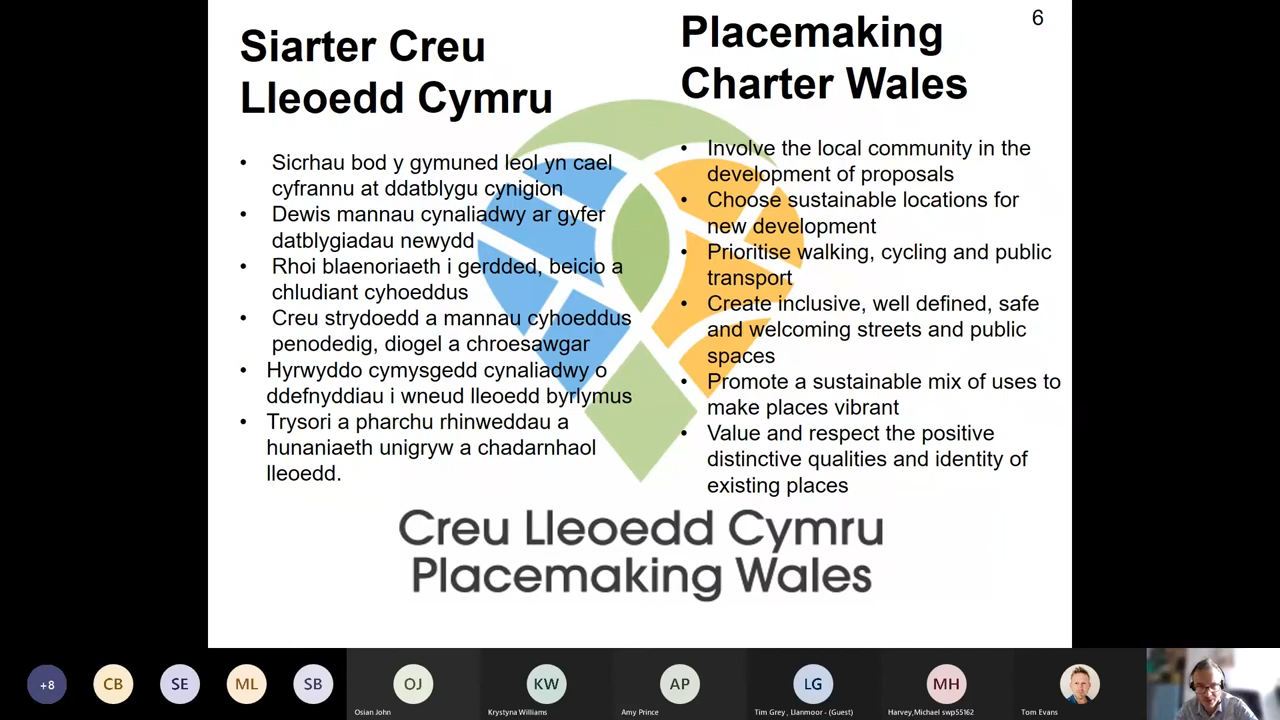 Siarter Creu
Lleoedd Cymru
• Sicrhau bod y gymuned leol yn cael
cyfrannu at ddatblygu cynigion
• Dewis mannau cynaliadwy ar gyfer
datblygiadau newydd
• Rhoi blaenoriaeth i gerdded, beicio a
chludiant cyhoeddus
• Creu strydoedd a mannau cyhoeddus
penodedig, diogel a chroesawgar
• Hyrwyddo cymysgedd cynaliadwy o
ddefnyddiau i wneud lleoedd byrlymus
• Trysori a pharchu rhinweddau a
hunaniaeth unigryw a chadarnhaol
lleoedd.
Placemaking
Charter Wales
6
• Involve the local community in the
development of proposals
• Choose sustainable locations for
new development
• Prioritise walking, cycling and public
transport
• Create inclusive, well defined, safe
and welcoming streets and public
spaces
• Promote a sustainable mix of uses to
make places vibrant
• Value and respect the positive
distinctive qualities and identity of
existing places
Creu Lleoedd Cymru
Placemaking Wales
+8
CB
SE
ML
SB
OJ
Osian John
KW
Krystyna Williams
AP
Amy Prince
LG
Tim Grey , Llanmoor - (Guest)
MH
Harvey,Michael swp55162
Tom Evans